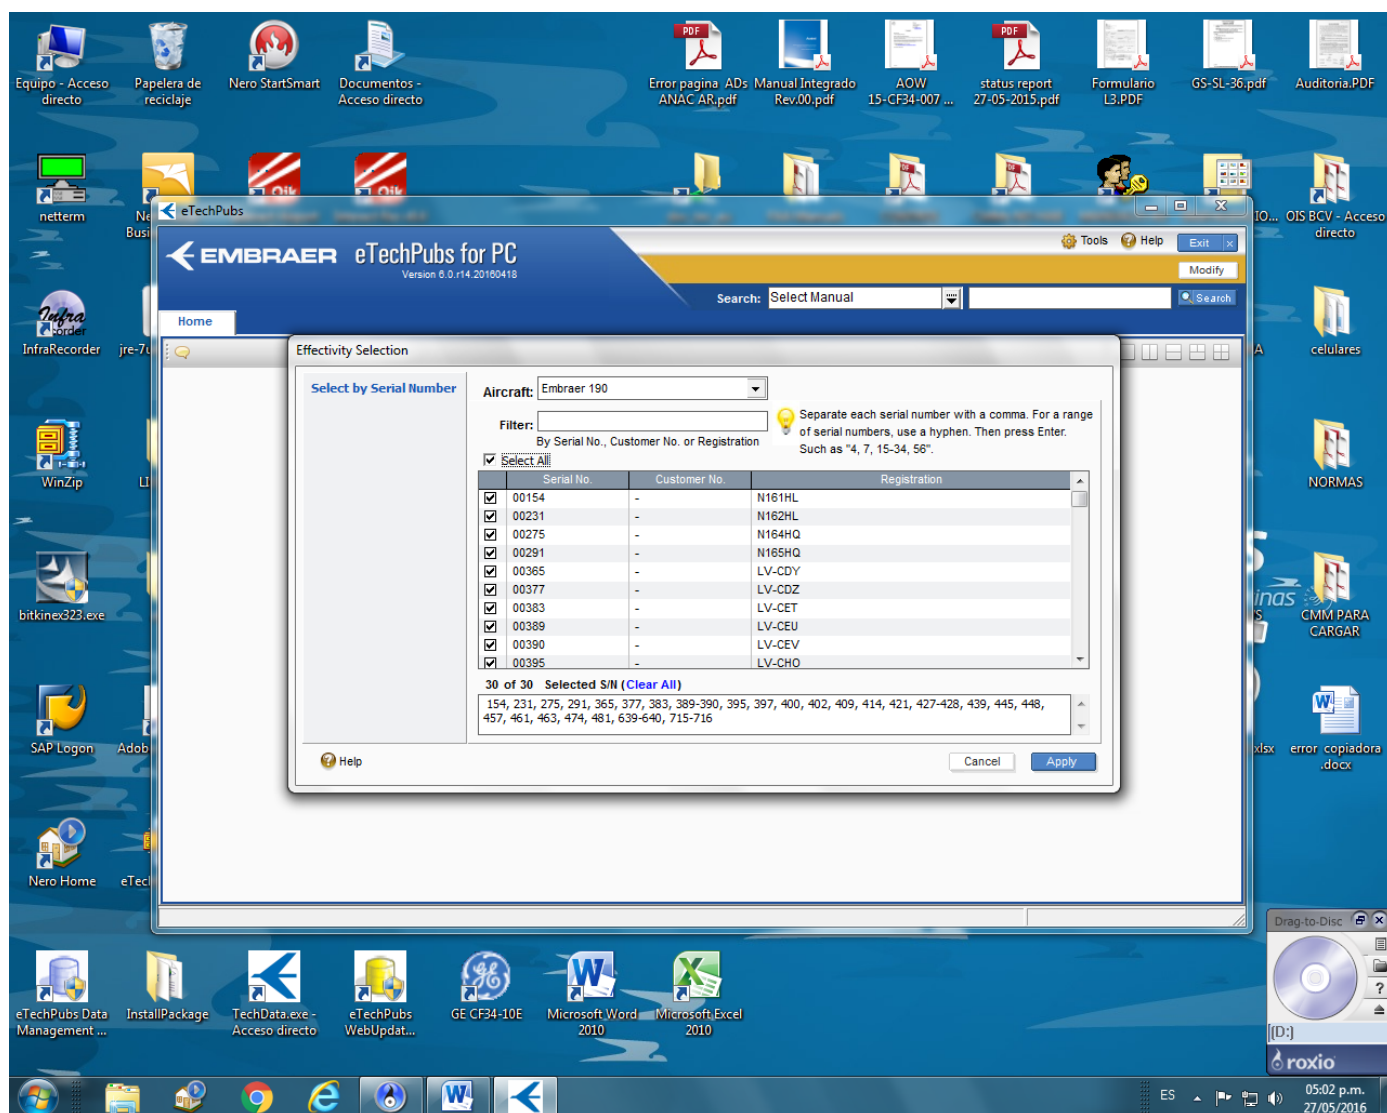 Equipo - Acceso
directo
Papelera de
reciclaje
Nero StartSmart
Documentos -
Acceso directo
PDF
Error pagina ADs
ANAC AR.pdf
Manual Integrado
Rev.00.pdf
AOW
15-CF34-007 ...
PDF
status report
27-05-2015.pdf
Formulario
L3.PDF
GS-SL-36.pdf
Auditoria.PDF
netterm
Ne
Busi
OIS BCV - Acceso
directo
eTechPubs
EMBRAER
eTechPubs for PC
Version 6.0.r14.20160418
Tools
Help
Exit
x
Modify
Search:
Select Manual
Search
Home
Infra
InfraRecorder
jre-7u
celulares
Effectivity Selection
Select by Serial Number
Aircraft:
Embraer 190
Filter:
By Serial No., Customer No. or Registration
Separate each serial number with a comma. For a range
of serial numbers, use a hyphen. Then press Enter.
Such as "4, 7, 15-34, 56".
Select All
Serial No. Customer No. Registration
00154 - N161HL
00231 - N162HL
00275 - N164HQ
00291 - N165HQ
00365 - LV-CDY
00377 - LV-CDZ
00383 - LV-CET
00389 - LV-CEU
00390 - LV-CEV
00395 - LV-CHO
30 of 30 Selected S/N (Clear All)
154, 231, 275, 291, 365, 377, 383, 389-390, 395, 397, 400, 402, 409, 414, 421, 427-428, 439, 445, 448,
457, 461, 463, 474, 481, 639-640, 715-716
Help
Cancel
Apply
WinZip
NORMAS
bitkinex323.exe
CMM PARA
CARGAR
SAP Logon
Adob
xlsx
error copiadora
.docx
Nero Home
eTecl
Drag-to-Disc
(D:)
roxio
eTechPubs Data
Management ...
InstallPackage
TechData.exe -
Acceso directo
eTechPubs
WebUpdat...
GE CF34-10E
Microsoft Word
2010
Microsoft Excel
2010
ES
05:02 p.m.
27/05/2016